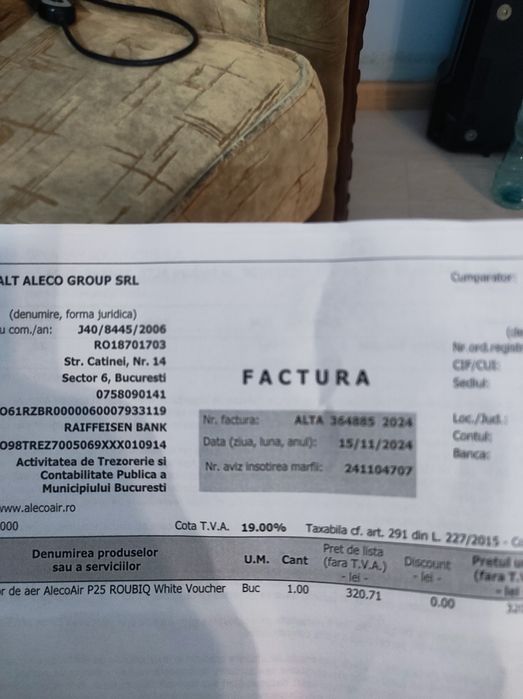 ALT ALECO GROUP SRL
Cumparator:
(denumire, forma juridica)
com./an: J40/8445/2006
RO18701703
Str. Catinei, Nr. 14
Sector 6, Bucuresti
0758090141
O61RZBR0000060007933119
RAIFFEISEN BANK
O98TREZ7005069XXX010914
Activitatea de Trezorerie si
Contabilitate Publica a
Municipiului Bucuresti
www.alecoair.ro
000
FACTURA
Nr. factura: ALTA 364885 2024
Data (ziua, luna, anul): 15/11/2024
Nr. aviz insotirea marfii: 241104707
CIF/CUI:
Sediul:
Loc./Jud.:
Contul:
Banca:
Cota T.V.A. 19.00% Taxabila cf. art. 291 din L. 227/2015 -
Denumirea produselor
sau a serviciilor
U.M. Cant
Pret de lista
(fara T.V.A.)
- lei -
Discount
- lei -
Pretul
(fara
- lei
de aer AlecoAir P25 ROUBIQ White Voucher Buc 1.00 320.71 0.00